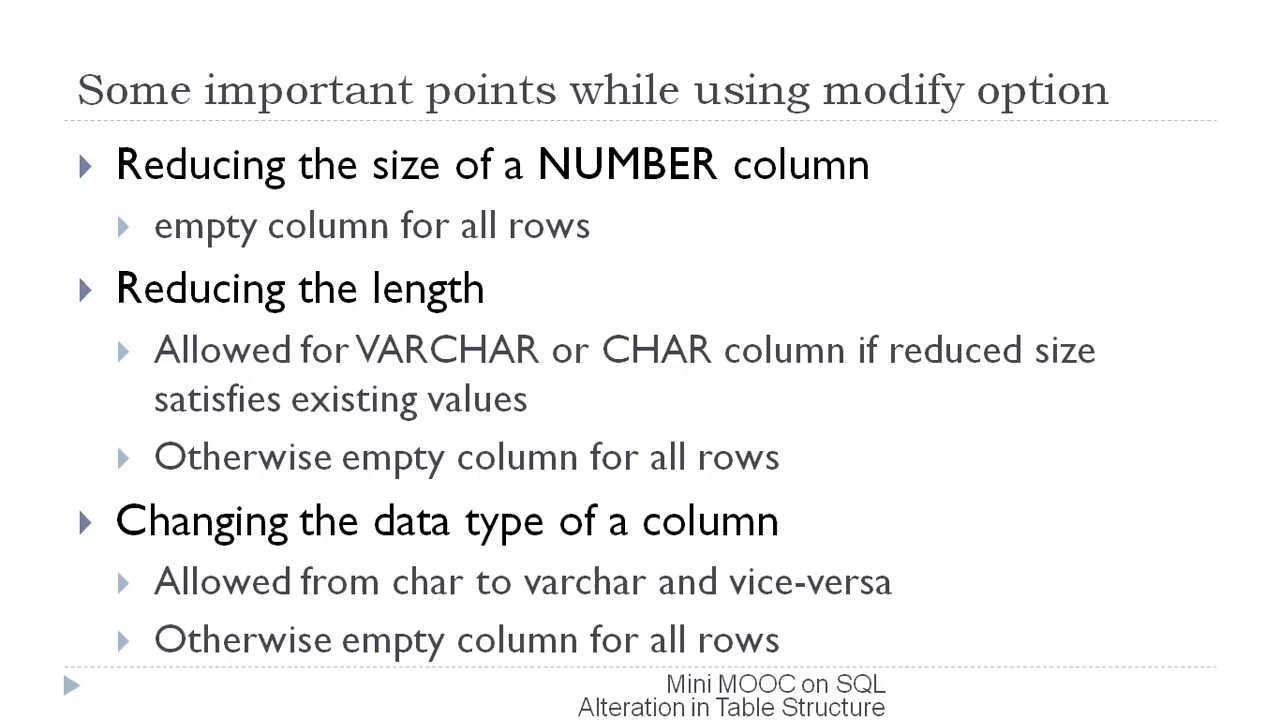 Some important points while using modify option
Reducing the size of a NUMBER column
empty column for all rows
Reducing the length
Allowed for VARCHAR or CHAR column if reduced size
satisfies existing values
Otherwise empty column for all rows
Changing the data type of a column
Allowed from char to varchar and vice-versa
Otherwise empty column for all rows
Mini MOOC on SQL
Alteration in Table Structure